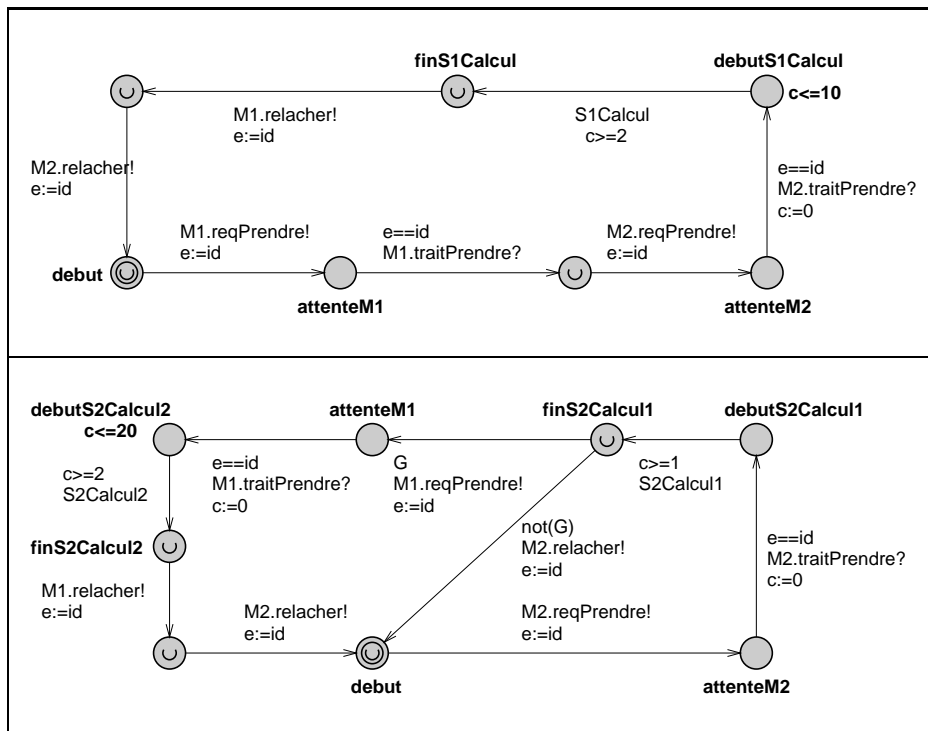 finS1Calcul
debutS1Calcul
c<=10
M1.relacher!
e:=id
S1Calcul
c>=2
M2.relacher!
e:=id
e==id
M2.traitPrendre?
c:=0
M1.reqPrendre!
e:=id
e==id
M1.traitPrendre?
M2.reqPrendre!
e:=id
debut
attenteM1
attenteM2
debutS2Calcul2
c<=20
attenteM1
finS2Calcul1
debutS2Calcul1
c>=2
S2Calcul2
e==id
M1.traitPrendre?
c:=0
G
M1.reqPrendre!
e:=id
c>=1
S2Calcul1
not(G)
M2.relacher!
e:=id
e==id
M2.traitPrendre?
c:=0
finS2Calcul2
M1.relacher!
e:=id
M2.relacher!
e:=id
M2.reqPrendre!
e:=id
debut
attenteM2